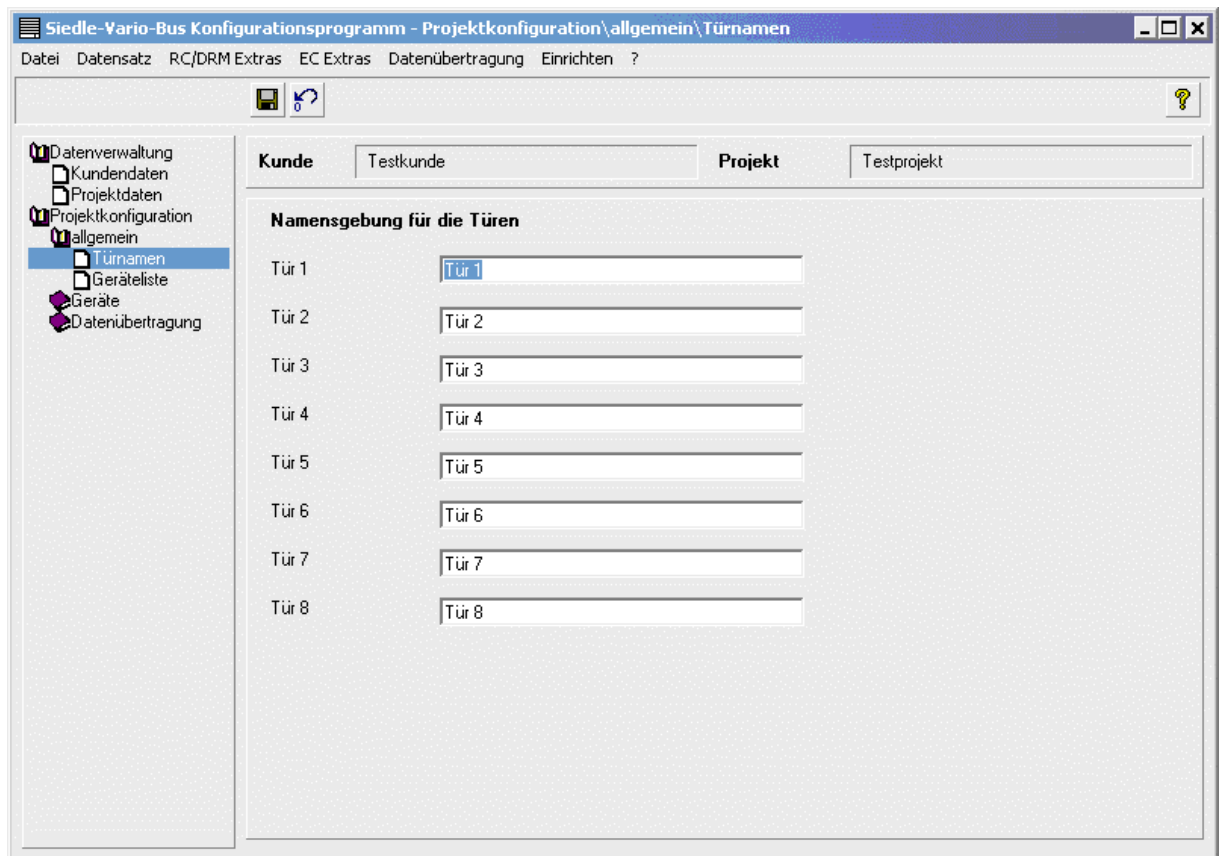 Siedle-Vario-Bus Konfigurationsprogramm - Projektkonfiguration\allgemein\Türnamen
Datei Datensatz RC/DRM Extras EC Extras Datenübertragung Einrichten ?
0
Datenverwaltung
Kundendaten
Projektdaten
Projektkonfiguration
allgemein
Türnamen
Geräteliste
Geräte
Datenübertragung
Kunde Testkunde Projekt Testprojekt
Namensgebung für die Türen
Tür 1 Tür 1
Tür 2 Tür 2
Tür 3 Tür 3
Tür 4 Tür 4
Tür 5 Tür 5
Tür 6 Tür 6
Tür 7 Tür 7
Tür 8 Tür 8